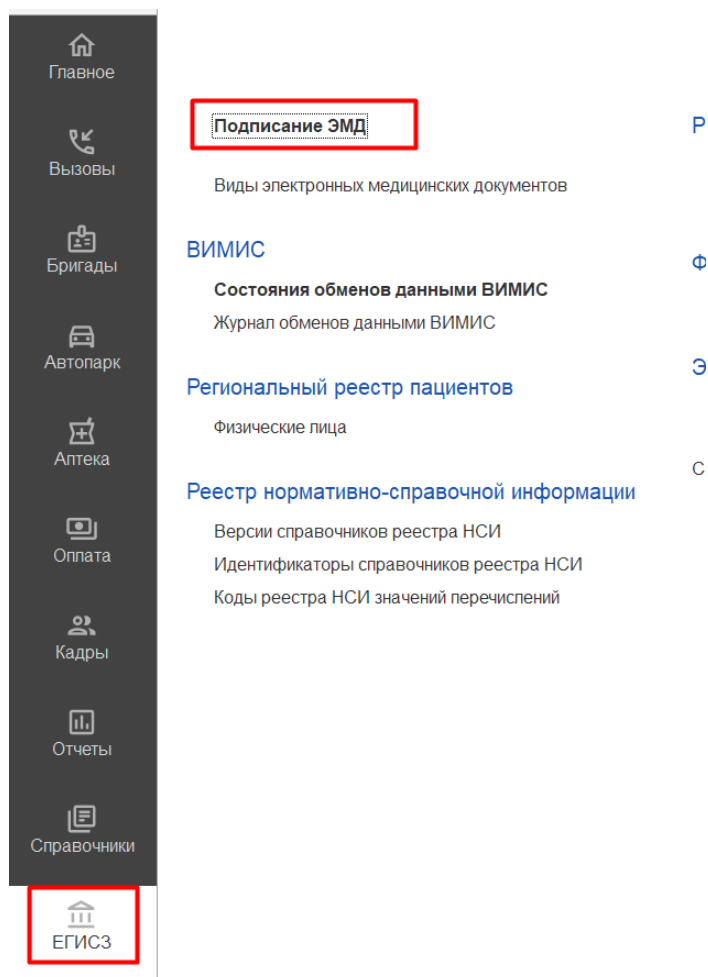 Главное
Вызовы
Бригады
Автопарк
Аптека
Оплата
Кадры
Отчеты
Справочники
ЕГИСЗ
Подписание ЭМД
Виды электронных медицинских документов
ВИМИС
Состояния обменов данными ВИМИС
Журнал обменов данными ВИМИС
Региональный реестр пациентов
Физические лица
Реестр нормативно-справочной информации
Версии справочников реестра НСИ
Идентификаторы справочников реестра НСИ
Коды реестра НСИ значений перечислений
Р
Ф
Э
С